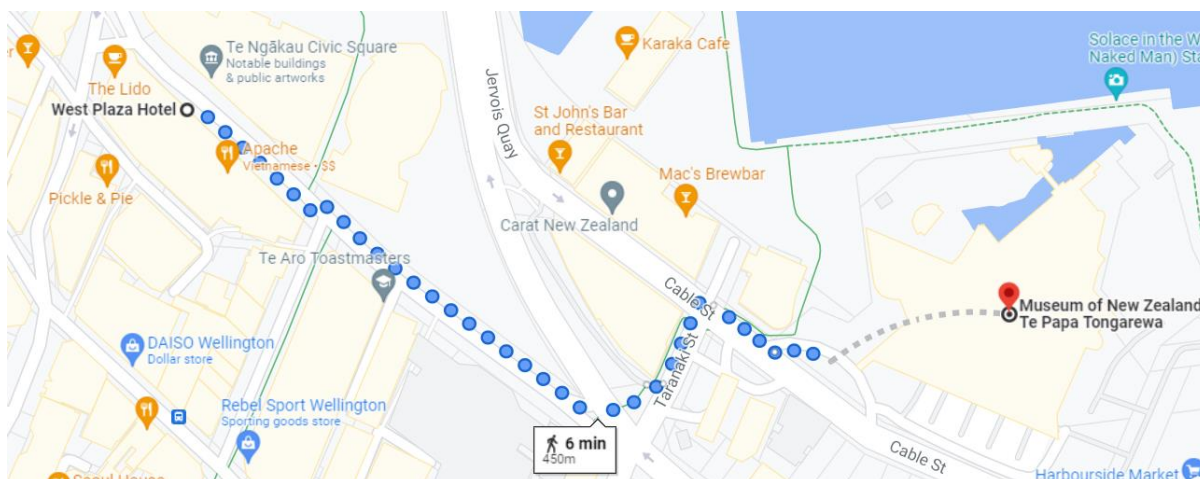 Te Ngākau Civic Square
Notable buildings
& public artworks
The Lido
West Plaza Hotel
Apache
Vietnamese • $$
Pickle & Pie
Te Aro Toastmasters
DAISO Wellington
Dollar store
Rebel Sport Wellington
Sporting goods store
Jervois Quay
Karaka Cafe
St John's Bar
and Restaurant
Mac's Brewbar
Carat New Zealand
Cable St
Taranaki St
6 min
450m
Cable St
Solace in the W
Naked Man) Sta
Museum of New Zealand
Te Papa Tongarewa
Harbourside Market